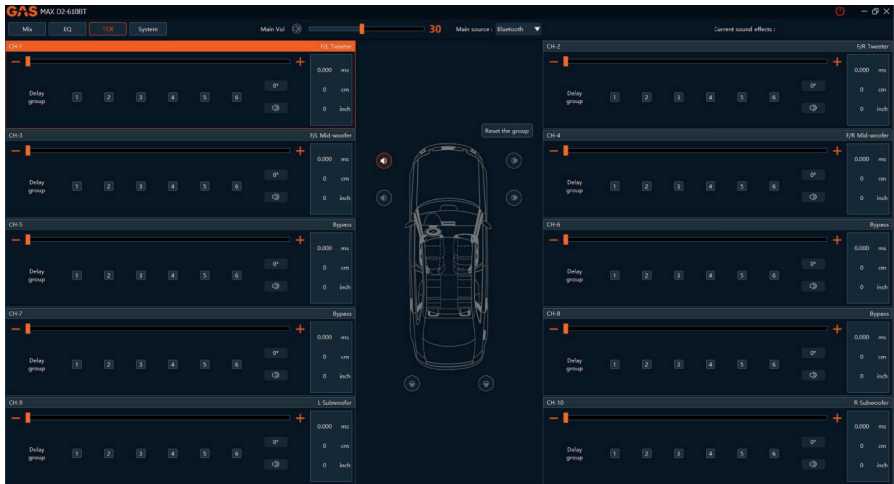 GAS MAX D2-610BT
Mix EQ TCR System Main Vol 30 Main source : Bluetooth Current sound effects :
CH-1 F/L Tweeter
0.000 ms
0°
Delay group 1 2 3 4 5 6
0 cm
0 inch
CH-2 F/R Tweeter
0.000 ms
0°
Delay group 1 2 3 4 5 6
0 cm
0 inch
Reset the group
CH-3 F/L Mid-woofer
0.000 ms
0°
Delay group 1 2 3 4 5 6
0 cm
0 inch
CH-4 F/R Mid-woofer
0.000 ms
0°
Delay group 1 2 3 4 5 6
0 cm
0 inch
CH-5 Bypass
0.000 ms
0°
Delay group 1 2 3 4 5 6
0 cm
0 inch
CH-6 Bypass
0.000 ms
0°
Delay group 1 2 3 4 5 6
0 cm
0 inch
CH-7 Bypass
0.000 ms
0°
Delay group 1 2 3 4 5 6
0 cm
0 inch
CH-8 Bypass
0.000 ms
0°
Delay group 1 2 3 4 5 6
0 cm
0 inch
CH-9 L Subwoofer
0.000 ms
0°
Delay group 1 2 3 4 5 6
0 cm
0 inch
CH-10 R Subwoofer
0.000 ms
0°
Delay group 1 2 3 4 5 6
0 cm
0 inch